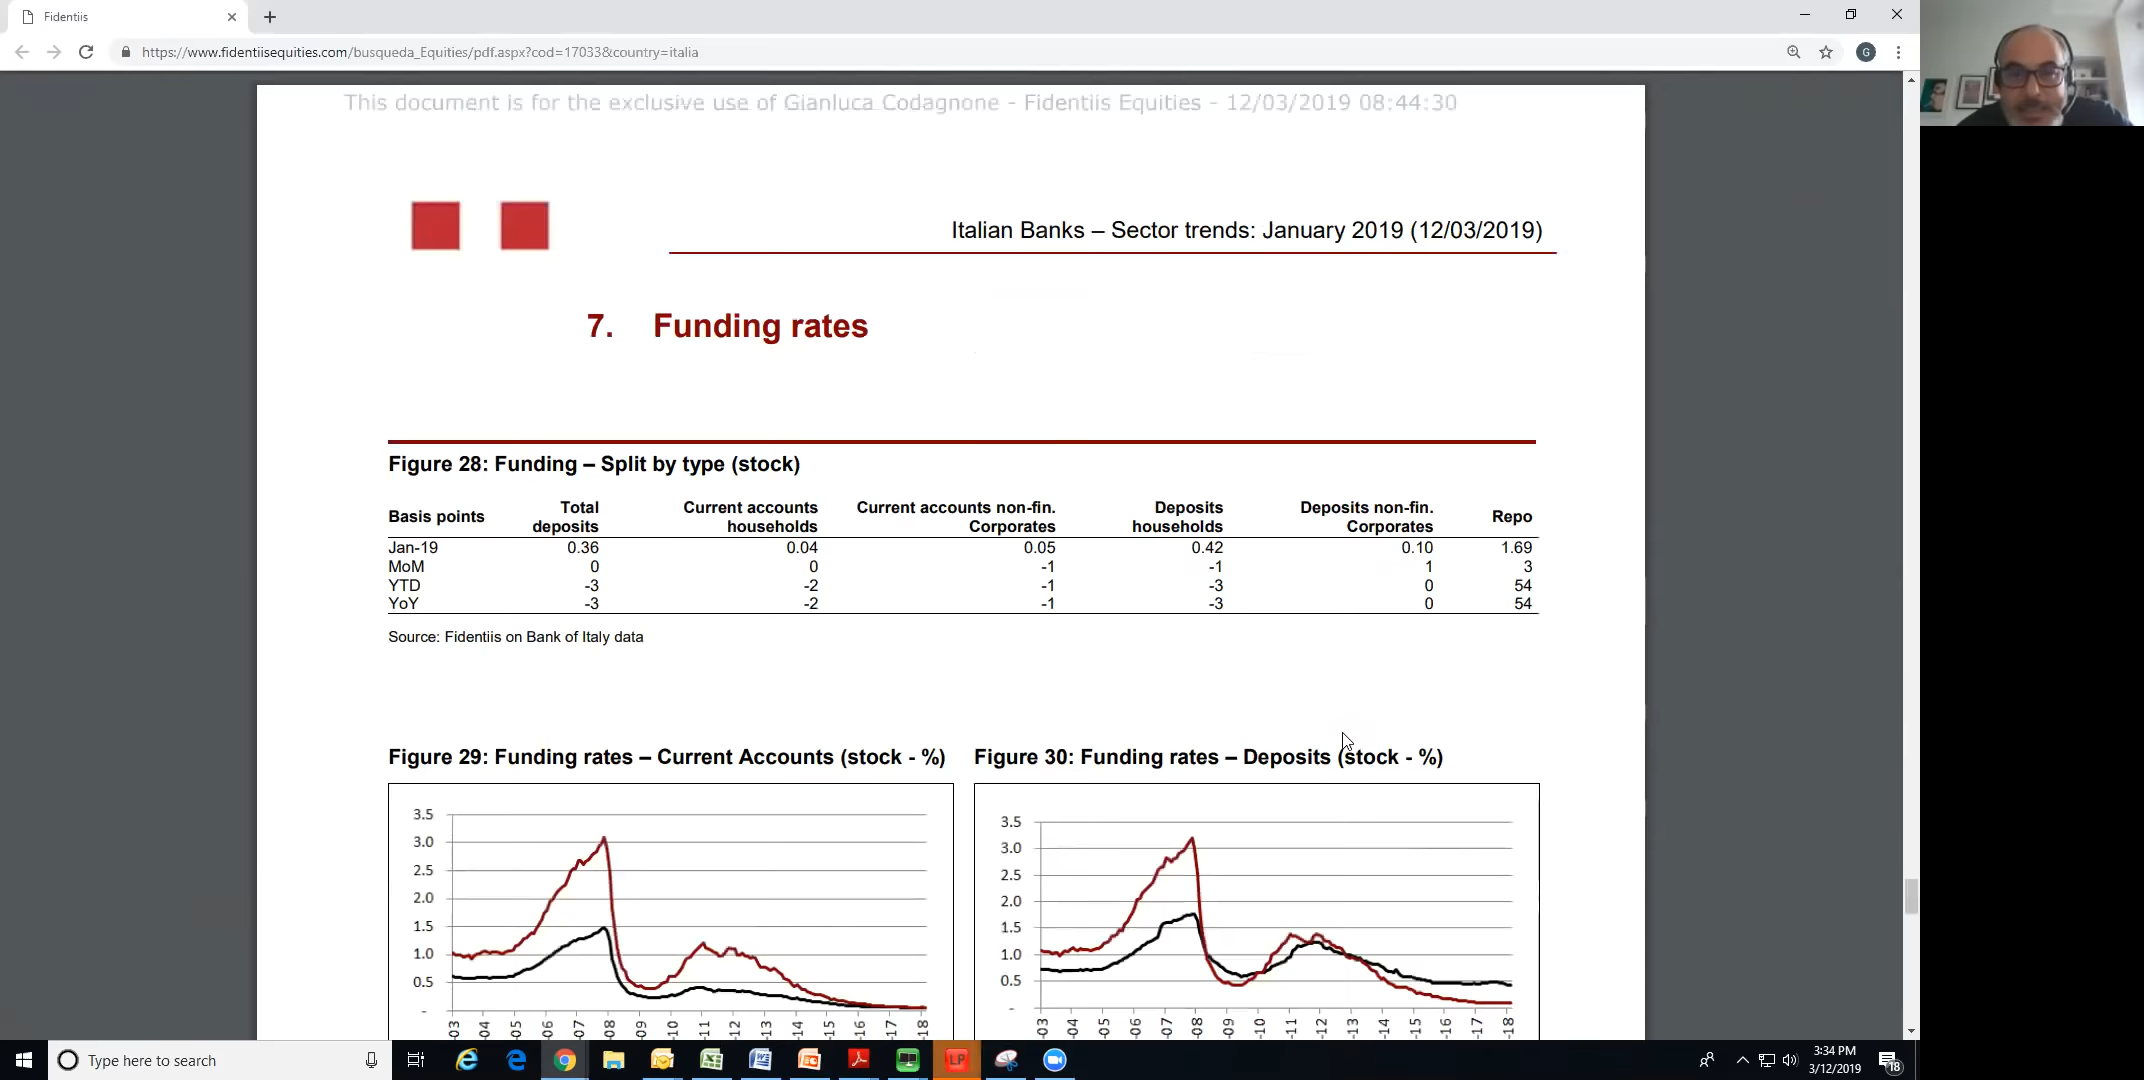 Fidentiis
https://www.fidentiisequities.com/busqueda_Equities/pdf.aspx?cod=17033&country=italia
G
This document is for the exclusive use of Gianluca Codagnone - Fidentiis Equities - 12/03/2019 08:44:30
Italian Banks – Sector trends: January 2019 (12/03/2019)
7. Funding rates
Figure 28: Funding – Split by type (stock)
Basis points Total deposits Current accounts households Current accounts non-fin. Corporates Deposits households Deposits non-fin. Corporates Repo
Jan-19 0.36 0.04 0.05 0.42 0.10 1.69
MoM 0 0 -1 -1 1 3
YTD -3 -2 -1 -3 0 54
YoY -3 -2 -1 -3 0 54
Source: Fidentiis on Bank of Italy data
Figure 29: Funding rates – Current Accounts (stock - %)
3.5
3.0
2.5
2.0
1.5
1.0
0.5
-
-03 -04 -05 -06 -07 -08 -09 -10 -11 -12 -13 -14 -15 -16 -17 -18
Figure 30: Funding rates – Deposits (stock - %)
3.5
3.0
2.5
2.0
1.5
1.0
0.5
-
-03 -04 -05 -06 -07 -08 -09 -10 -11 -12 -13 -14 -15 -16 -17 -18
Type here to search
LP
3:34 PM
3/12/2019
18